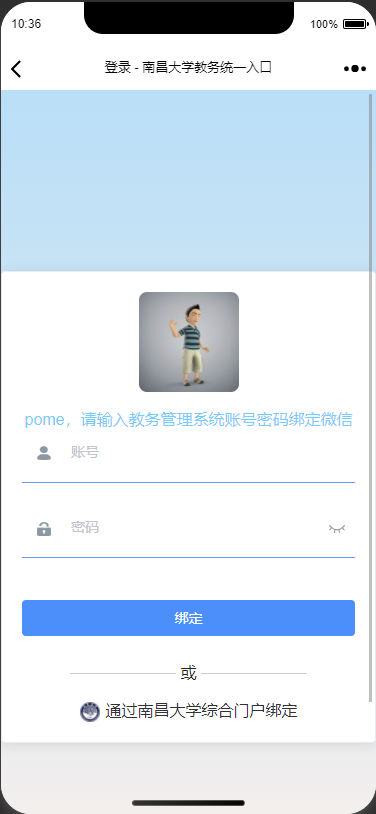 10:36
100%
登录 - 南昌大学教务统一入口
pome，请输入教务管理系统账号密码绑定微信
账号
密码
绑定
或
通过南昌大学综合门户绑定